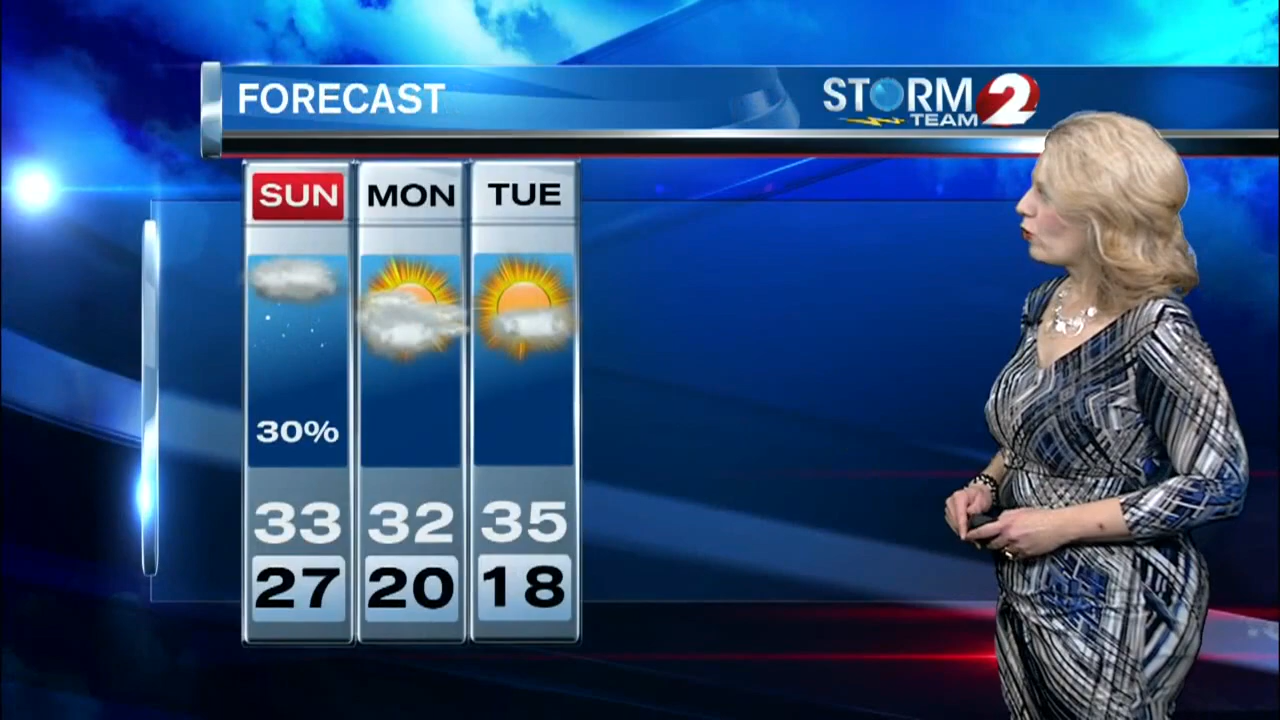 FORECAST
STORM
TEAM 2
SUN MON TUE
30%
33 32 35
27 20 18